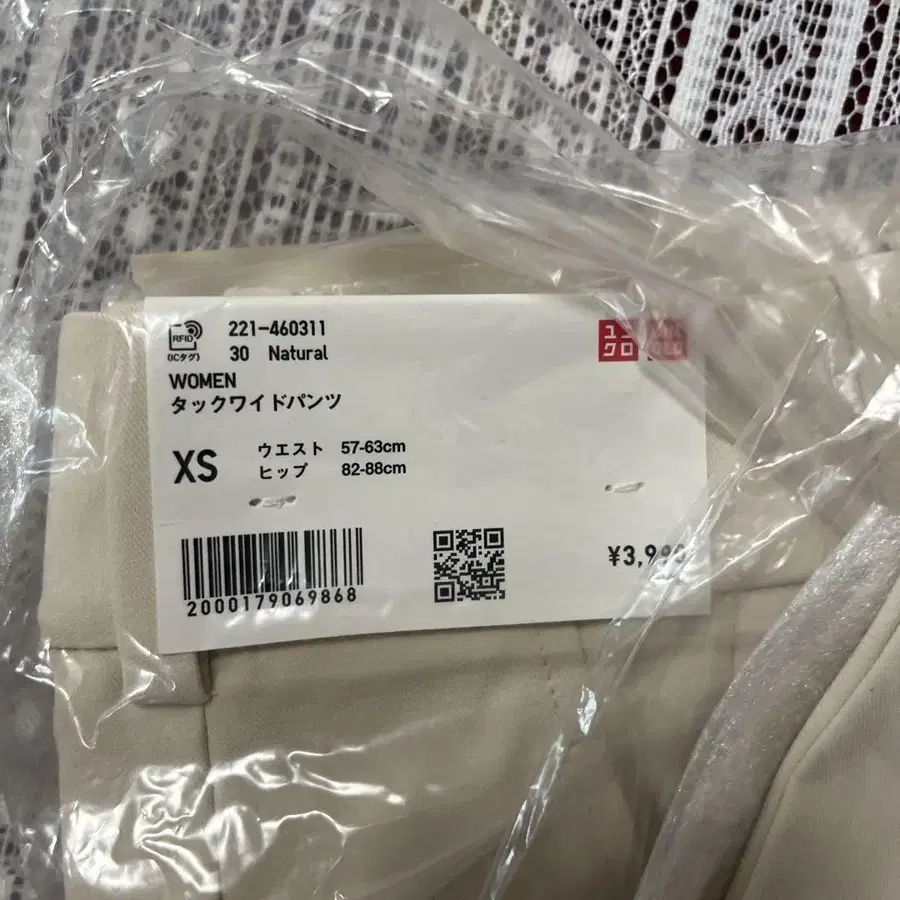 RFID
(ICタグ)
221-460311
30 Natural
WOMEN
タックワイドパンツ
XS
ウエスト 57-63cm
ヒップ 82-88cm
2000179069868
ユニ
クロ